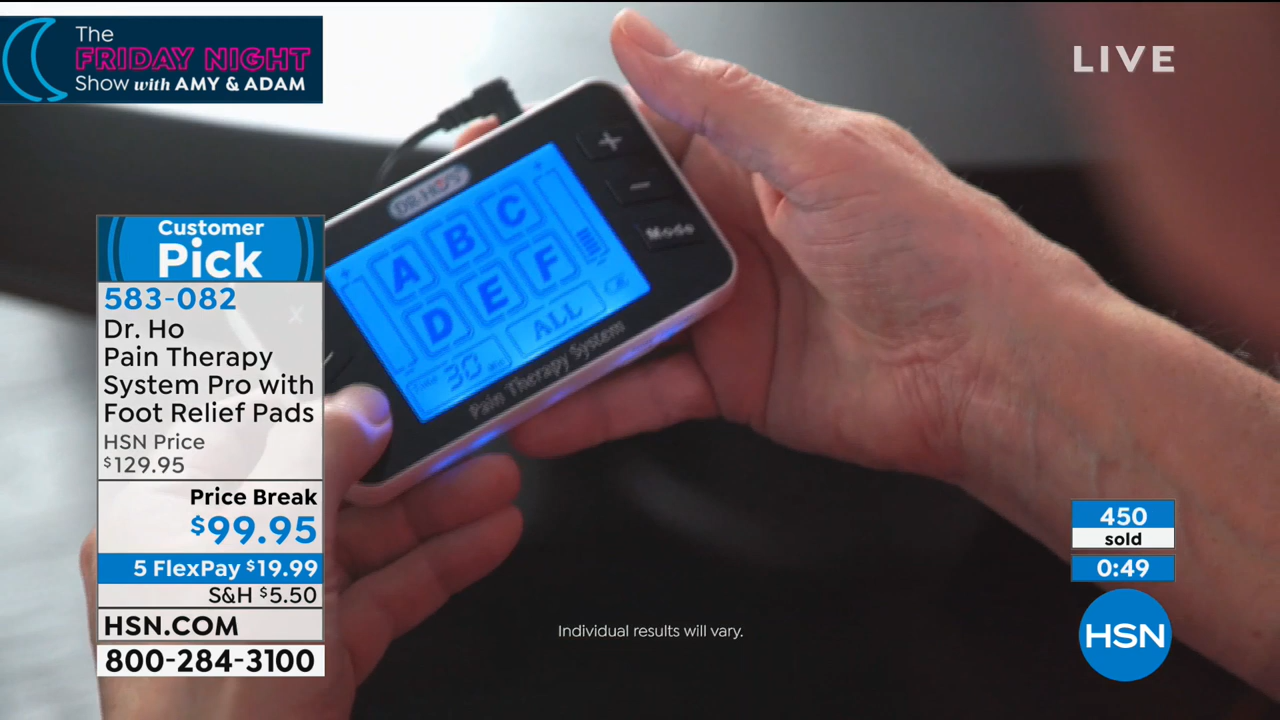 The
FRIDAY NIGHT
Show with AMY & ADAM
LIVE
Customer
Pick
583-082
Dr. Ho
Pain Therapy
System Pro with
Foot Relief Pads
HSN Price
$129.95
Price Break
$99.95
5 FlexPay $19.99
S&H $5.50
HSN.COM
800-284-3100
DR-HO'S
A B C
D E F
30
ALL
Pain Therapy System
+
−
Mode
450
sold
0:49
HSN
Individual results will vary.